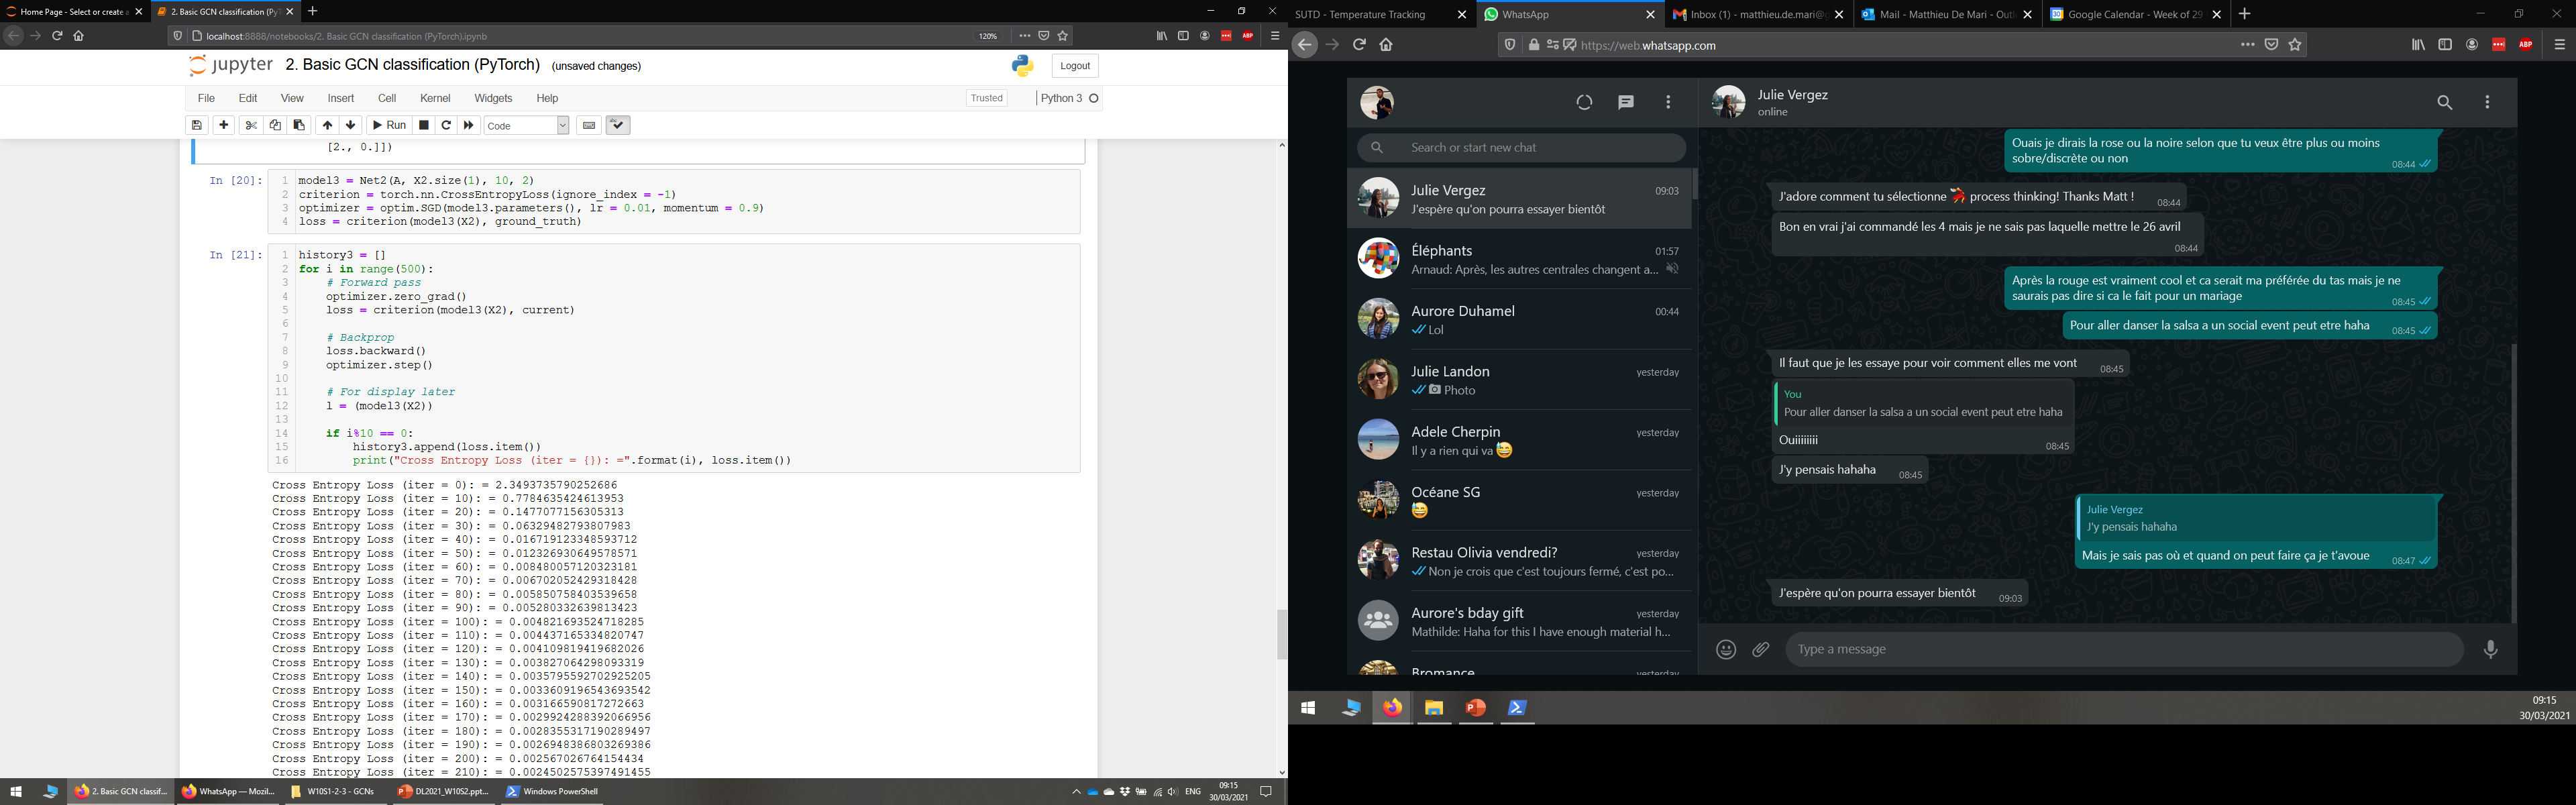 Home Page - Select or create a
2. Basic GCN classification (PyT
localhost:8888/notebooks/2. Basic GCN classification (PyTorch).ipynb
120%
ABP
jupyter 2. Basic GCN classification (PyTorch) (unsaved changes)
Logout
File Edit View Insert Cell Kernel Widgets Help
Trusted
Python 3
Run
Code
[2., 0.]])
In [20]:
1 model3 = Net2(A, X2.size(1), 10, 2)
2 criterion = torch.nn.CrossEntropyLoss(ignore_index = -1)
3 optimizer = optim.SGD(model3.parameters(), lr = 0.01, momentum = 0.9)
4 loss = criterion(model3(X2), ground_truth)
In [21]:
1 history3 = []
2 for i in range(500):
3 # Forward pass
4 optimizer.zero_grad()
5 loss = criterion(model3(X2), current)
6
7 # Backprop
8 loss.backward()
9 optimizer.step()
10
11 # For display later
12 l = (model3(X2))
13
14 if i%10 == 0:
15 history3.append(loss.item())
16 print("Cross Entropy Loss (iter = {}): =".format(i), loss.item())
Cross Entropy Loss (iter = 0): = 2.3493735790252686
Cross Entropy Loss (iter = 10): = 0.7784635424613953
Cross Entropy Loss (iter = 20): = 0.1477077156305313
Cross Entropy Loss (iter = 30): = 0.06329482793807983
Cross Entropy Loss (iter = 40): = 0.016719123348593712
Cross Entropy Loss (iter = 50): = 0.012326930649578571
Cross Entropy Loss (iter = 60): = 0.008480057120323181
Cross Entropy Loss (iter = 70): = 0.006702052429318428
Cross Entropy Loss (iter = 80): = 0.005850758403539658
Cross Entropy Loss (iter = 90): = 0.005280332639813423
Cross Entropy Loss (iter = 100): = 0.004821693524718285
Cross Entropy Loss (iter = 110): = 0.004437165334820747
Cross Entropy Loss (iter = 120): = 0.004109819419682026
Cross Entropy Loss (iter = 130): = 0.00382706428093319
Cross Entropy Loss (iter = 140): = 0.0035795592702925205
Cross Entropy Loss (iter = 150): = 0.0033609196543693542
Cross Entropy Loss (iter = 160): = 0.003166590817272663
Cross Entropy Loss (iter = 170): = 0.0029924288392066956
Cross Entropy Loss (iter = 180): = 0.0028355317190289497
Cross Entropy Loss (iter = 190): = 0.0026948386803269386
Cross Entropy Loss (iter = 200): = 0.002567026764154434
Cross Entropy Loss (iter = 210): = 0.0024502575397491455
2. Basic GCN classif...
WhatsApp — Mozil...
W10S1-2-3 - GCNs
DL2021_W10S2.ppt...
Windows PowerShell
ENG
09:15
30/03/2021
SUTD - Temperature Tracking
WhatsApp
Inbox (1) - matthieu.de.mari@g
Mail - Matthieu De Mari - Outl
Google Calendar - Week of 29
https://web.whatsapp.com
ABP
Search or start new chat
Julie Vergez 09:03
J'espère qu'on pourra essayer bientôt
Éléphants 01:57
Arnaud: Après, les autres centrales changent a...
Aurore Duhamel 00:44
Lol
Julie Landon yesterday
Photo
Adele Cherpin yesterday
Il y a rien qui va 😅
Océane SG yesterday
😅
Restau Olivia vendredi? yesterday
Non je crois que c'est toujours fermé, c'est po...
Aurore's bday gift yesterday
Mathilde: Haha for this I have enough material h...
Bromance yesterday
Julie Vergez
online
Ouais je dirais la rose ou la noire selon que tu veux être plus ou moins
sobre/discrète ou non
08:44
J'adore comment tu sélectionne 💃 process thinking! Thanks Matt !
08:44
Bon en vrai j'ai commandé les 4 mais je ne sais pas laquelle mettre le 26 avril
08:44
Après la rouge est vraiment cool et ca serait ma préférée du tas mais je ne
saurais pas dire si ca le fait pour un mariage
08:45
Pour aller danser la salsa a un social event peut etre haha
08:45
Il faut que je les essaye pour voir comment elles me vont
08:45
You
Pour aller danser la salsa a un social event peut etre haha
Ouiiiiiiii
08:45
J'y pensais hahaha
08:45
Julie Vergez
J'y pensais hahaha
Mais je sais pas où et quand on peut faire ça je t'avoue
08:47
J'espère qu'on pourra essayer bientôt
09:03
Type a message
09:15
30/03/2021